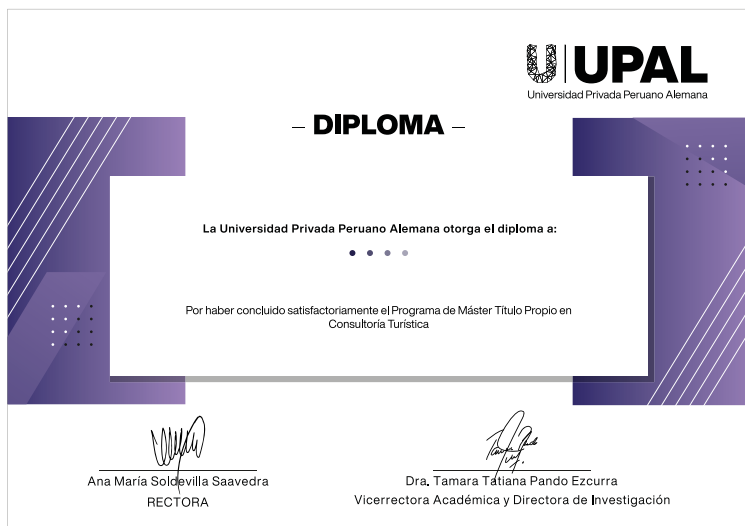 UPAL
Universidad Privada Peruano Alemana
– DIPLOMA –
La Universidad Privada Peruano Alemana otorga el diploma a:
Por haber concluido satisfactoriamente el Programa de Máster Título Propio en
Consultoría Turística
Ana María Soldevilla Saavedra
RECTORA
Dra. Tamara Tatiana Pando Ezcurra
Vicerrectora Académica y Directora de Investigación